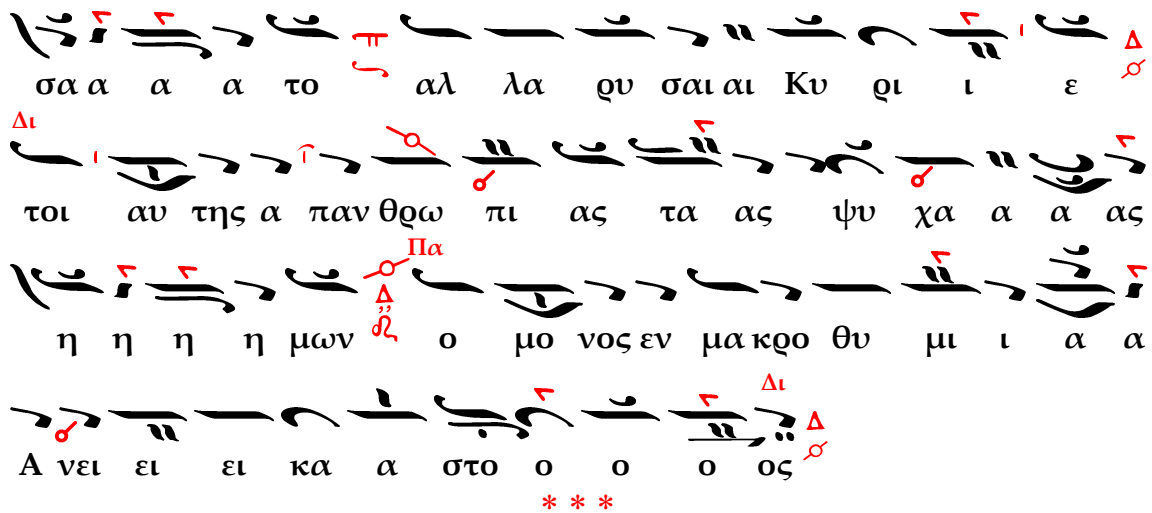 σα α α α το αλ λα ρυ σαι αι Κυ ρι ι ε Δ
Δι
τοι αυ της α παν θρω πι ας τα ας ψυ χα α α ας
Πα
η η η η μων Δ ο μο νος εν μα κρο θυ μι ι α α
Δι
Α νει ει ει κα α στο ο ο ο ος Δ
* * *